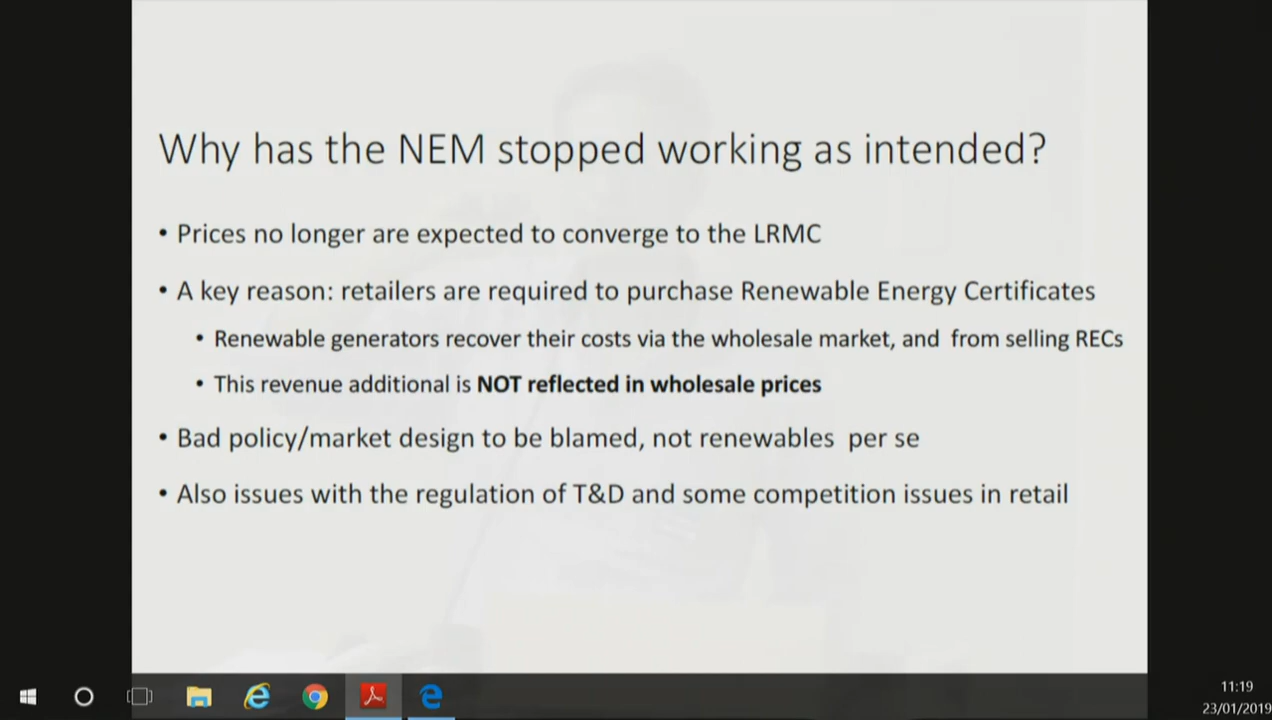 Why has the NEM stopped working as intended?
• Prices no longer are expected to converge to the LRMC
• A key reason: retailers are required to purchase Renewable Energy Certificates
• Renewable generators recover their costs via the wholesale market, and from selling RECs
• This revenue additional is NOT reflected in wholesale prices
• Bad policy/market design to be blamed, not renewables per se
• Also issues with the regulation of T&D and some competition issues in retail
11:19
23/01/2019